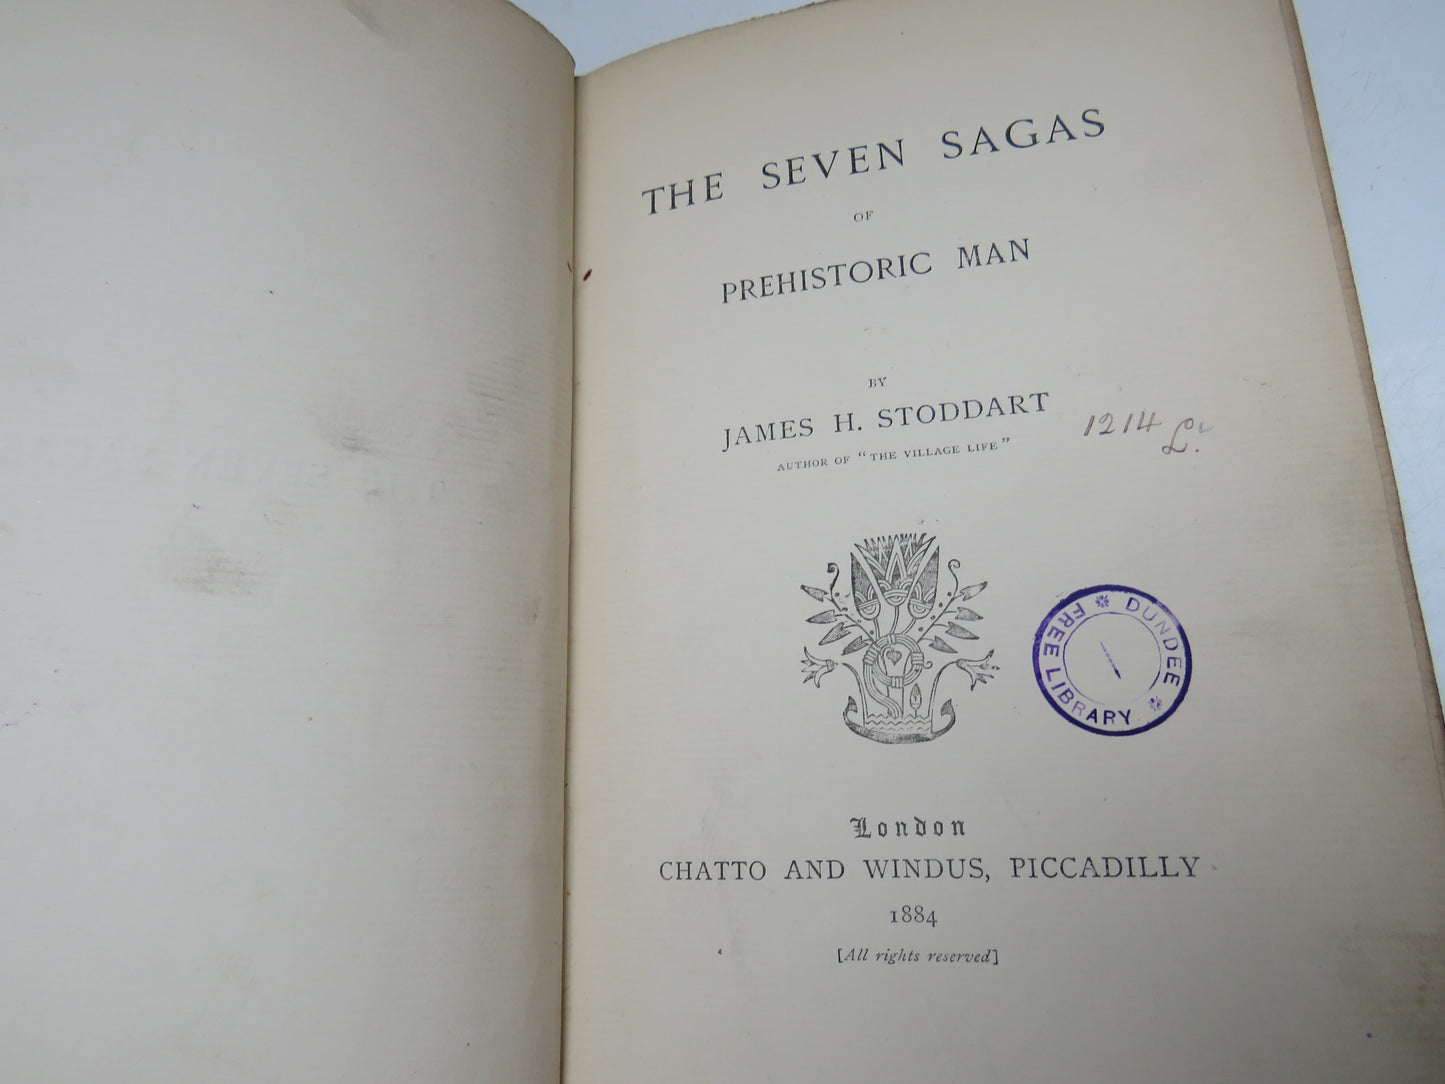 THE SEVEN SAGAS
OF
PREHISTORIC MAN
BY
JAMES H. STODDART
AUTHOR OF "THE VILLAGE LIFE"
1214
L.
DUNDEE
FREE LIBRARY
London
CHATTO AND WINDUS, PICCADILLY
1884
[All rights reserved]